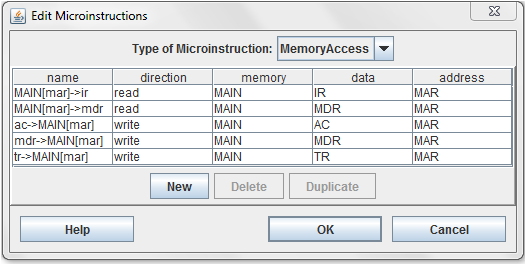 Edit Microinstructions
Type of Microinstruction: MemoryAccess
name direction memory data address
MAIN[mar]->ir read MAIN IR MAR
MAIN[mar]->mdr read MAIN MDR MAR
ac->MAIN[mar] write MAIN AC MAR
mdr->MAIN[mar] write MAIN MDR MAR
tr->MAIN[mar] write MAIN TR MAR
New Delete Duplicate
Help OK Cancel